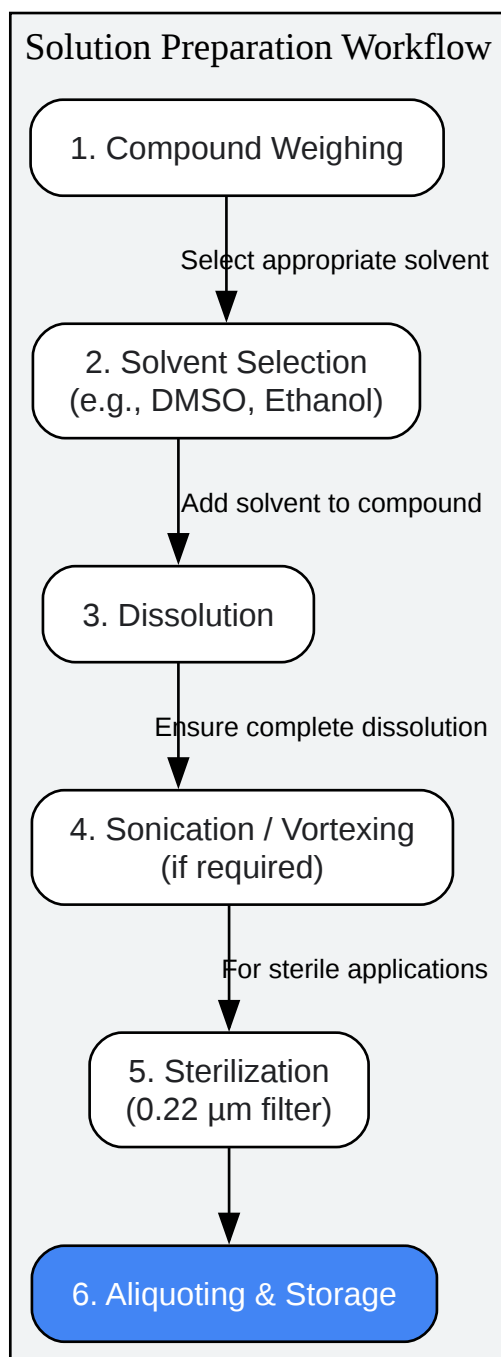 Solution Preparation Workflow
1. Compound Weighing
Select appropriate solvent
2. Solvent Selection
(e.g., DMSO, Ethanol)
Add solvent to compound
3. Dissolution
Ensure complete dissolution
4. Sonication / Vortexing
(if required)
For sterile applications
5. Sterilization
(0.22 µm filter)
6. Aliquoting & Storage